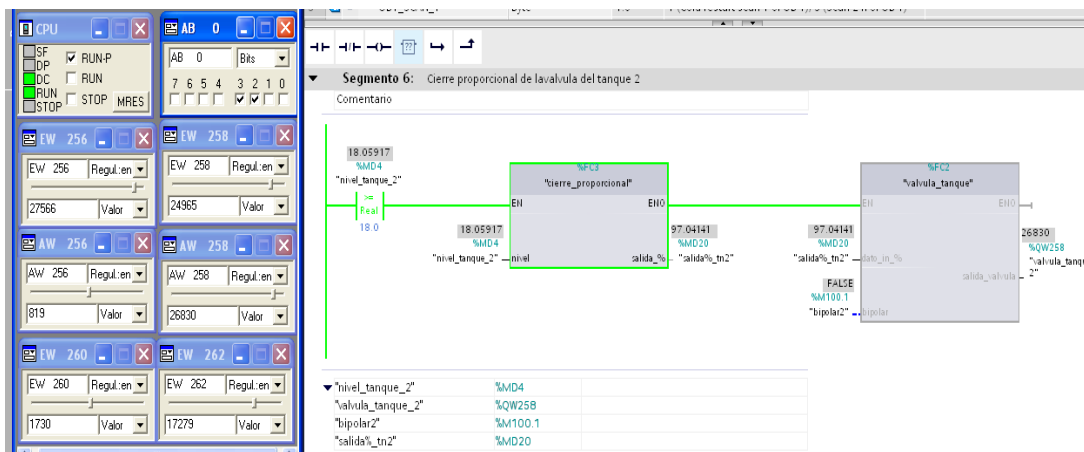 CPU
SF
DP
DC
RUN
STOP
RUN-P
RUN
STOP
MRES
AB 0
AB 0
Bits
7 6 5 4 3 2 1 0
EW 256
EW 256
Regul.:en
27566
Valor
EW 258
EW 258
Regul.:en
24965
Valor
AW 256
AW 256
Regul.:en
819
Valor
AW 258
AW 258
Regul.:en
26830
Valor
EW 260
EW 260
Regul.:en
1730
Valor
EW 262
EW 262
Regul.:en
17279
Valor
Segmento 6: Cierre proporcional de lavalvula del tanque 2
Comentario
18.05917
%MD4
"nivel_tanque_2"
>=
Real
18.0
%FC3
"cierre_proporcional"
EN
ENO
18.05917
%MD4
"nivel_tanque_2"
nivel
salida_%
97.04141
%MD20
"salida%_tn2"
%FC2
"valvula_tanque"
EN
ENO
97.04141
%MD20
"salida%_tn2"
dato_in_%
FALSE
%M100.1
"bipolar2"
bipolar
salida_valvula
26830
%QW258
"valvula_tanqu
2"
"nivel_tanque_2" %MD4
"valvula_tanque_2" %QW258
"bipolar2" %M100.1
"salida%_tn2" %MD20